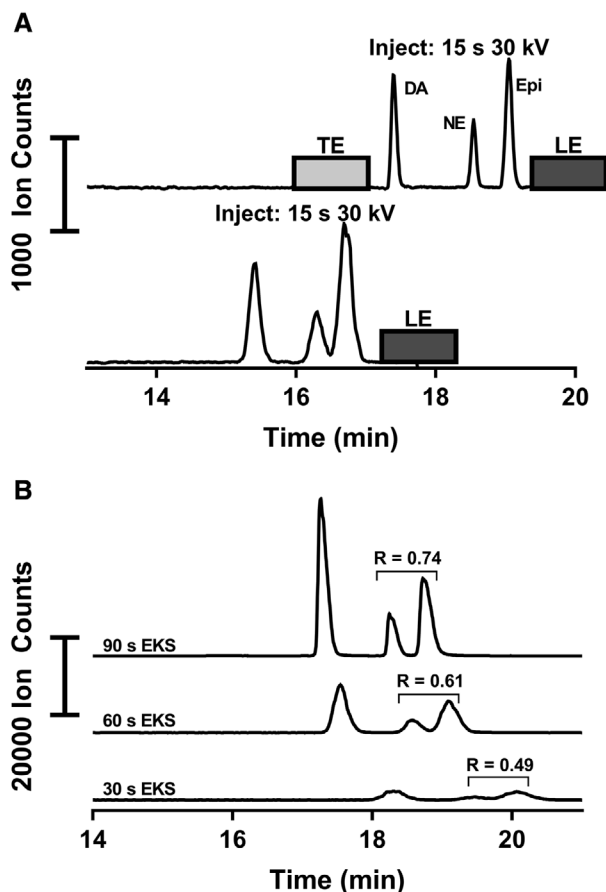 A
Inject: 15 s 30 kV
DA
Epi
NE
TE
LE
Inject: 15 s 30 kV
LE
1000 Ion Counts
14 16 18 20
Time (min)
B
R = 0.74
90 s EKS
R = 0.61
60 s EKS
R = 0.49
30 s EKS
20000 Ion Counts
14 16 18 20
Time (min)